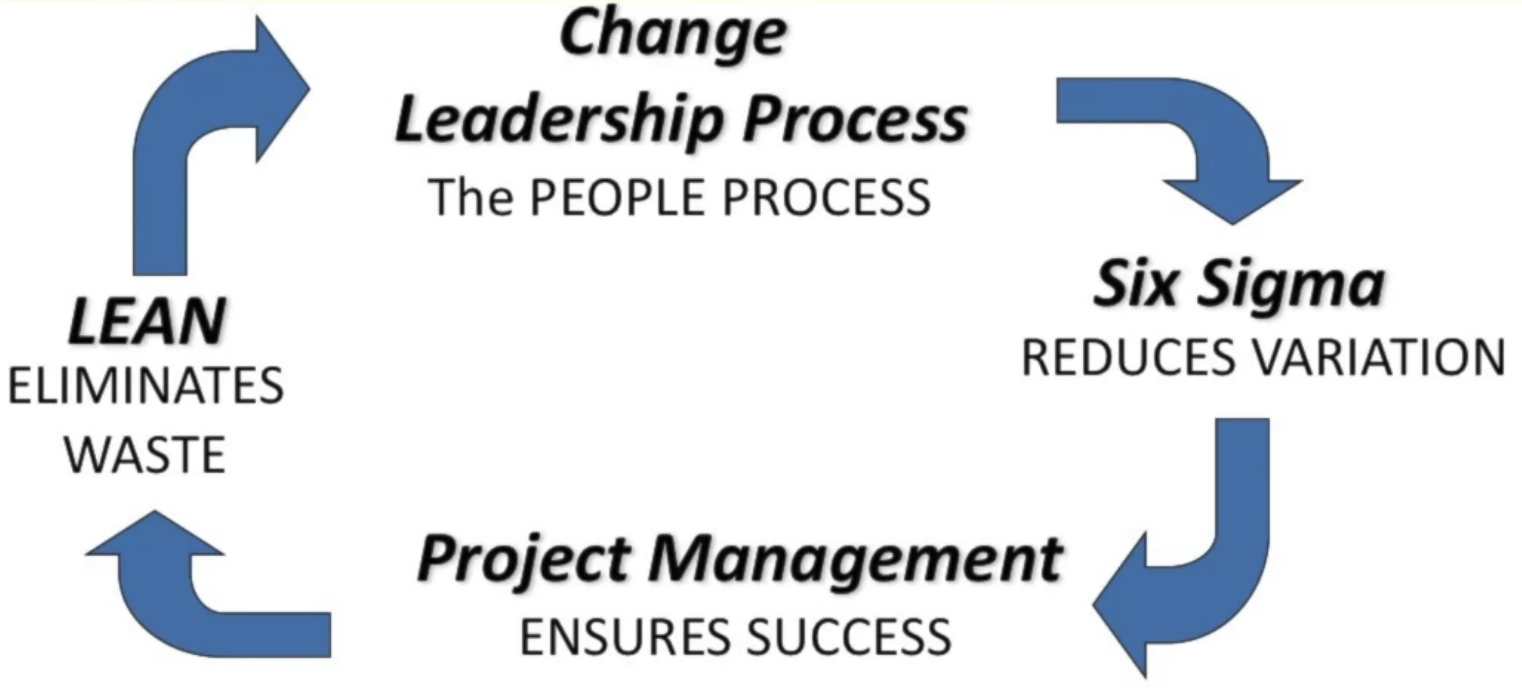 Change
Leadership Process
The PEOPLE PROCESS
Six Sigma
REDUCES VARIATION
Project Management
ENSURES SUCCESS
LEAN
ELIMINATES
WASTE